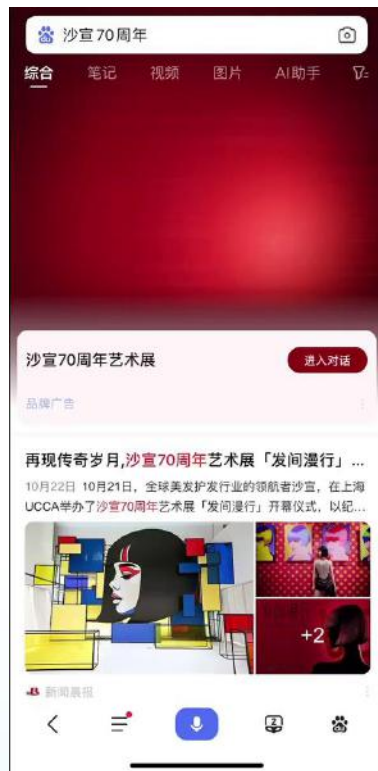 沙宣70周年
综合 笔记 视频 图片 AI助手
沙宣70周年艺术展
进入对话
品牌广告
再现传奇岁月,沙宣70周年艺术展「发间漫行」...
10月22日 10月21日，全球美发护发行业的领航者沙宣，在上海
UCCA举办了沙宣70周年艺术展「发间漫行」开幕仪式，以纪...
+2
新闻晨报
2